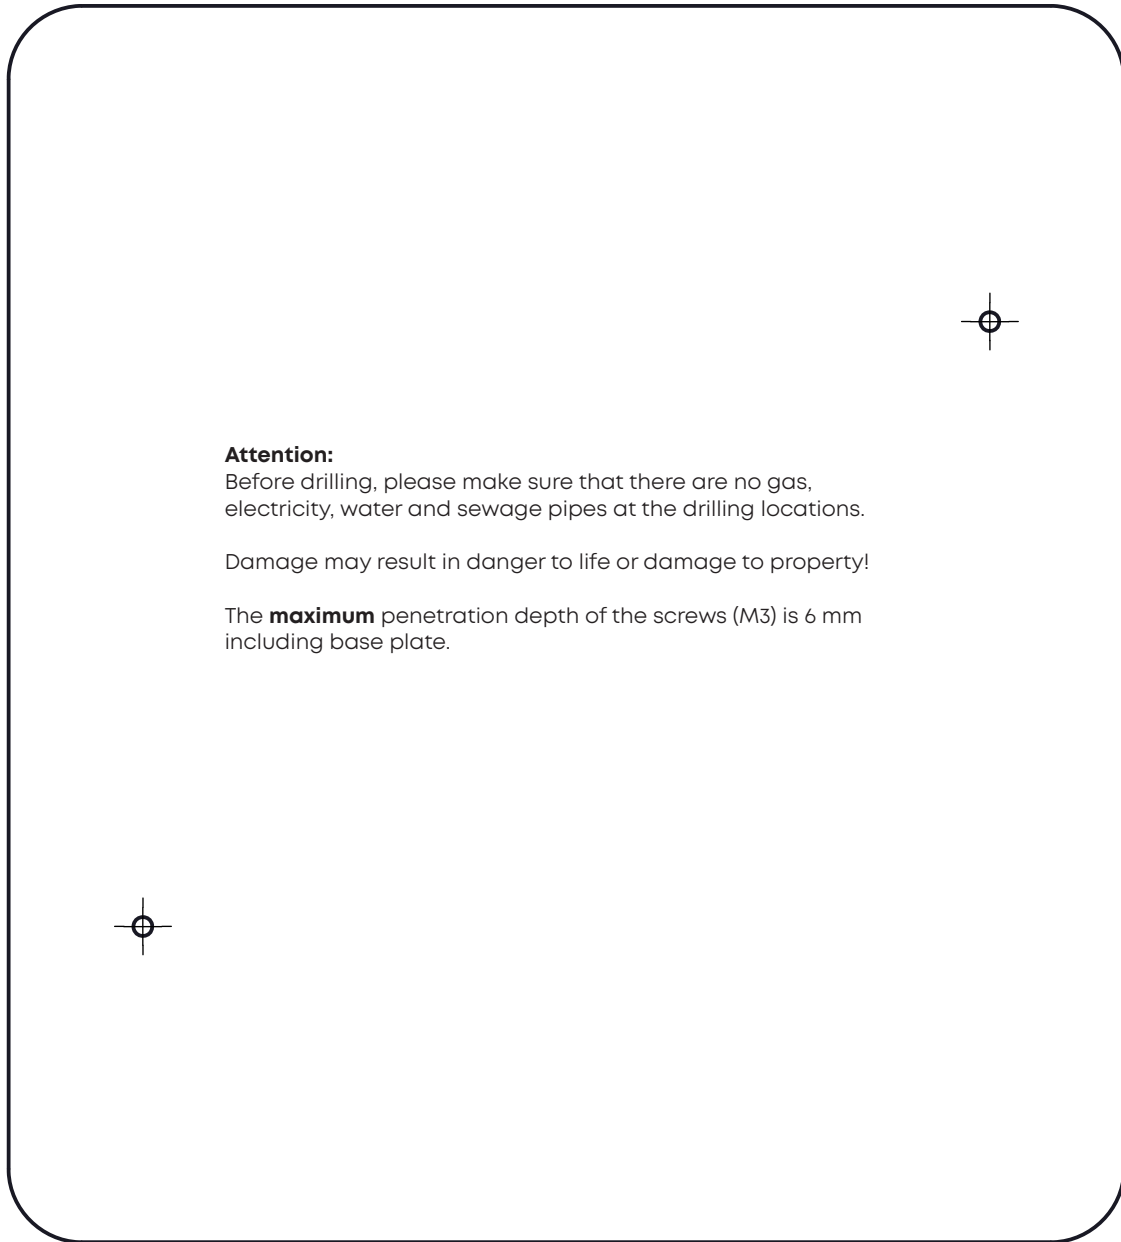 Attention:
Before drilling, please make sure that there are no gas,
electricity, water and sewage pipes at the drilling locations.
Damage may result in danger to life or damage to property!
The maximum penetration depth of the screws (M3) is 6 mm
including base plate.